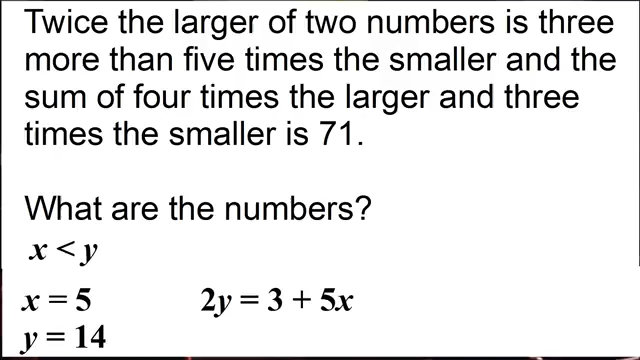 Twice the larger of two numbers is three
more than five times the smaller and the
sum of four times the larger and three
times the smaller is 71.
What are the numbers?
x < y
x = 5 2y = 3 + 5x
y = 14